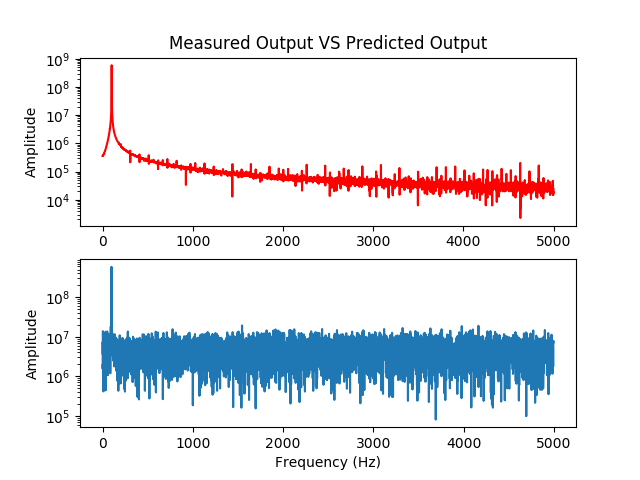 Measured Output VS Predicted Output
Amplitude
10⁹
10⁸
10⁷
10⁶
10⁵
10⁴
0 1000 2000 3000 4000 5000
Amplitude
10⁸
10⁷
10⁶
10⁵
0 1000 2000 3000 4000 5000
Frequency (Hz)